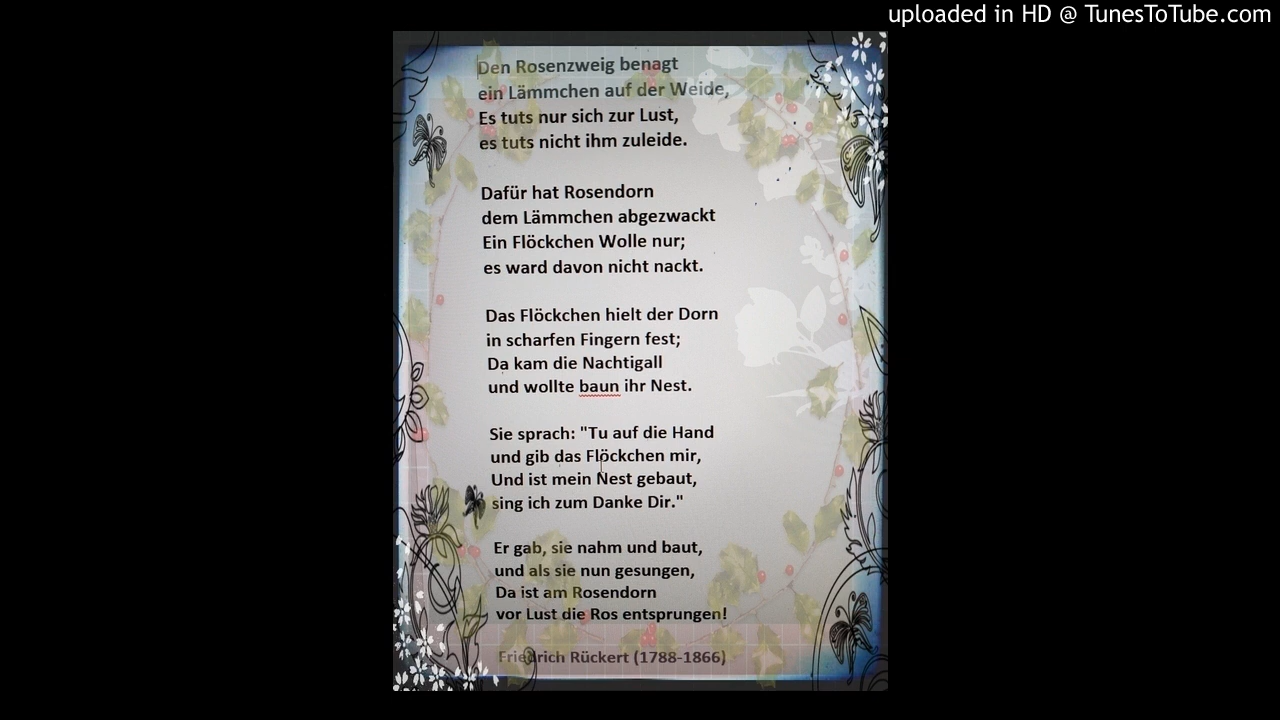 uploaded in HD @ TunesToTube.com
Den Rosenzweig benagt
ein Lämmchen auf der Weide,
Es tuts nur sich zur Lust,
es tuts nicht ihm zuleide.
Dafür hat Rosendorn
dem Lämmchen abgezwackt
Ein Flöckchen Wolle nur;
es ward davon nicht nackt.
Das Flöckchen hielt der Dorn
in scharfen Fingern fest;
Da kam die Nachtigall
und wollte baun ihr Nest.
Sie sprach: "Tu auf die Hand
und gib das Flöckchen mir,
Und ist mein Nest gebaut,
sing ich zum Danke Dir."
Er gab, sie nahm und baut,
und als sie nun gesungen,
Da ist am Rosendorn
vor Lust die Ros entsprungen!
Friedrich Rückert (1788-1866)